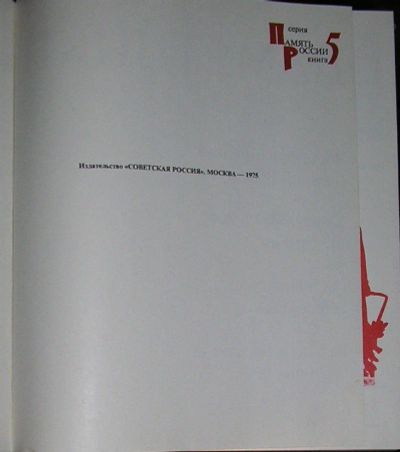 серия
ПАМЯТЬ
РОССИИ
книга 5
Издательство «СОВЕТСКАЯ РОССИЯ», МОСКВА — 1975